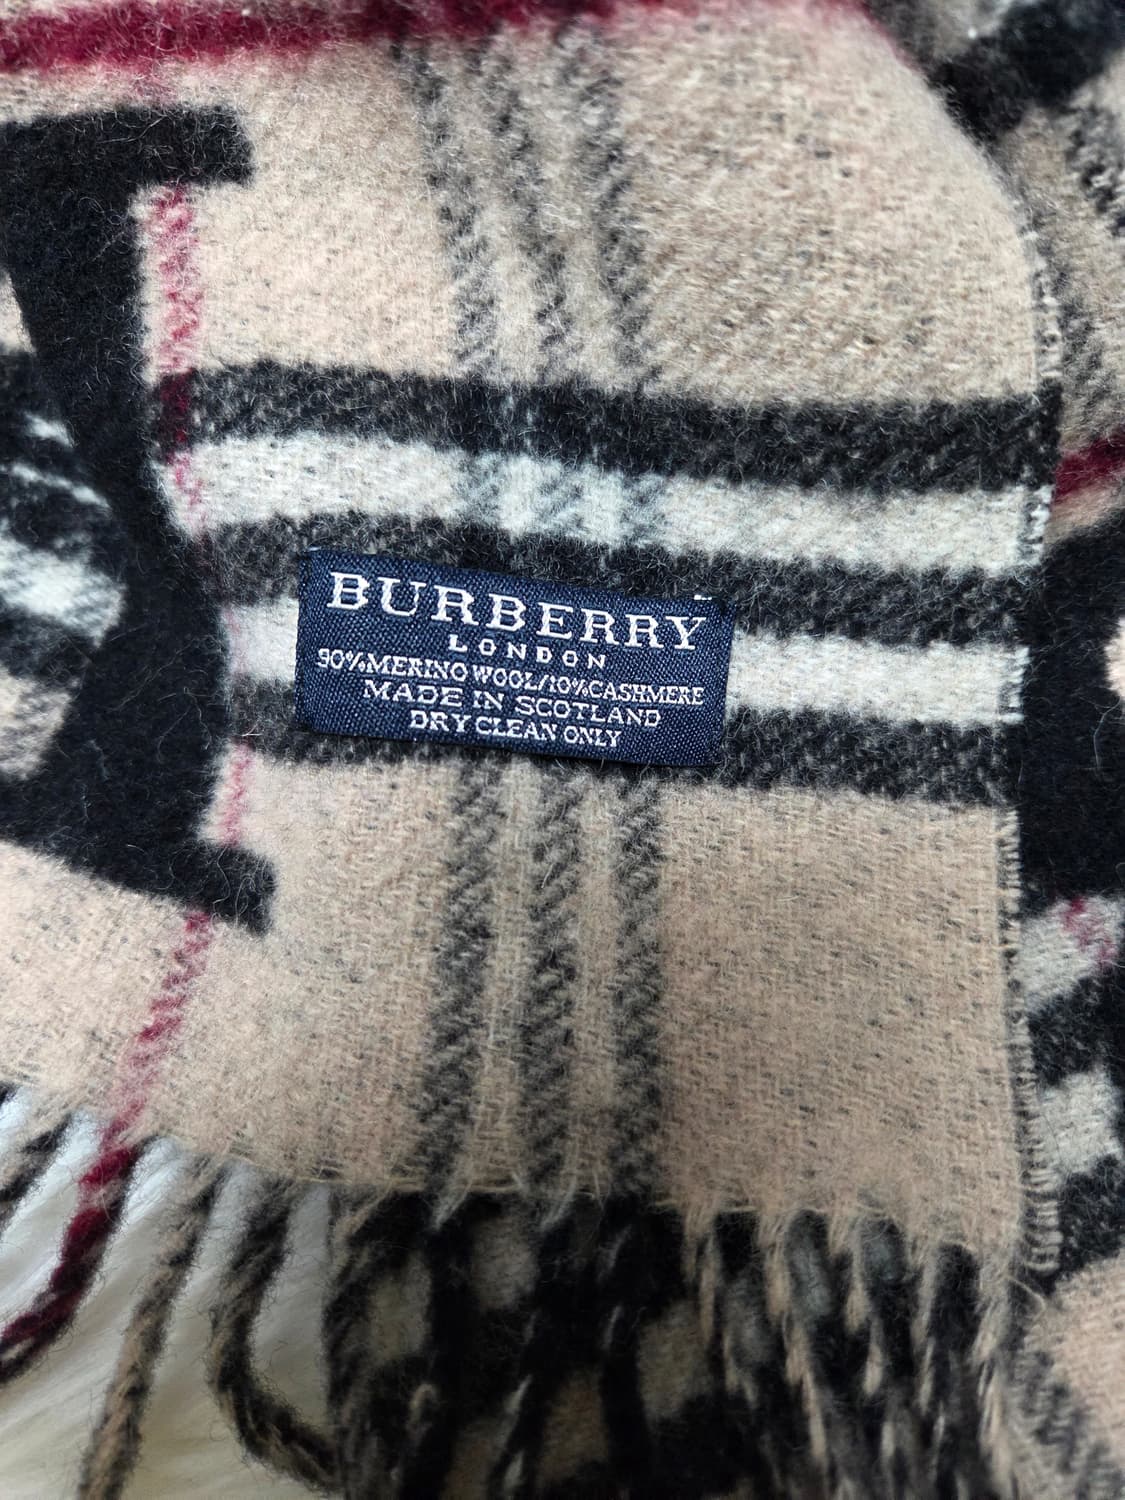 BURBERRY
LONDON
90%MERINO WOOL/10%CASHMERE
MADE IN SCOTLAND
DRY CLEAN ONLY